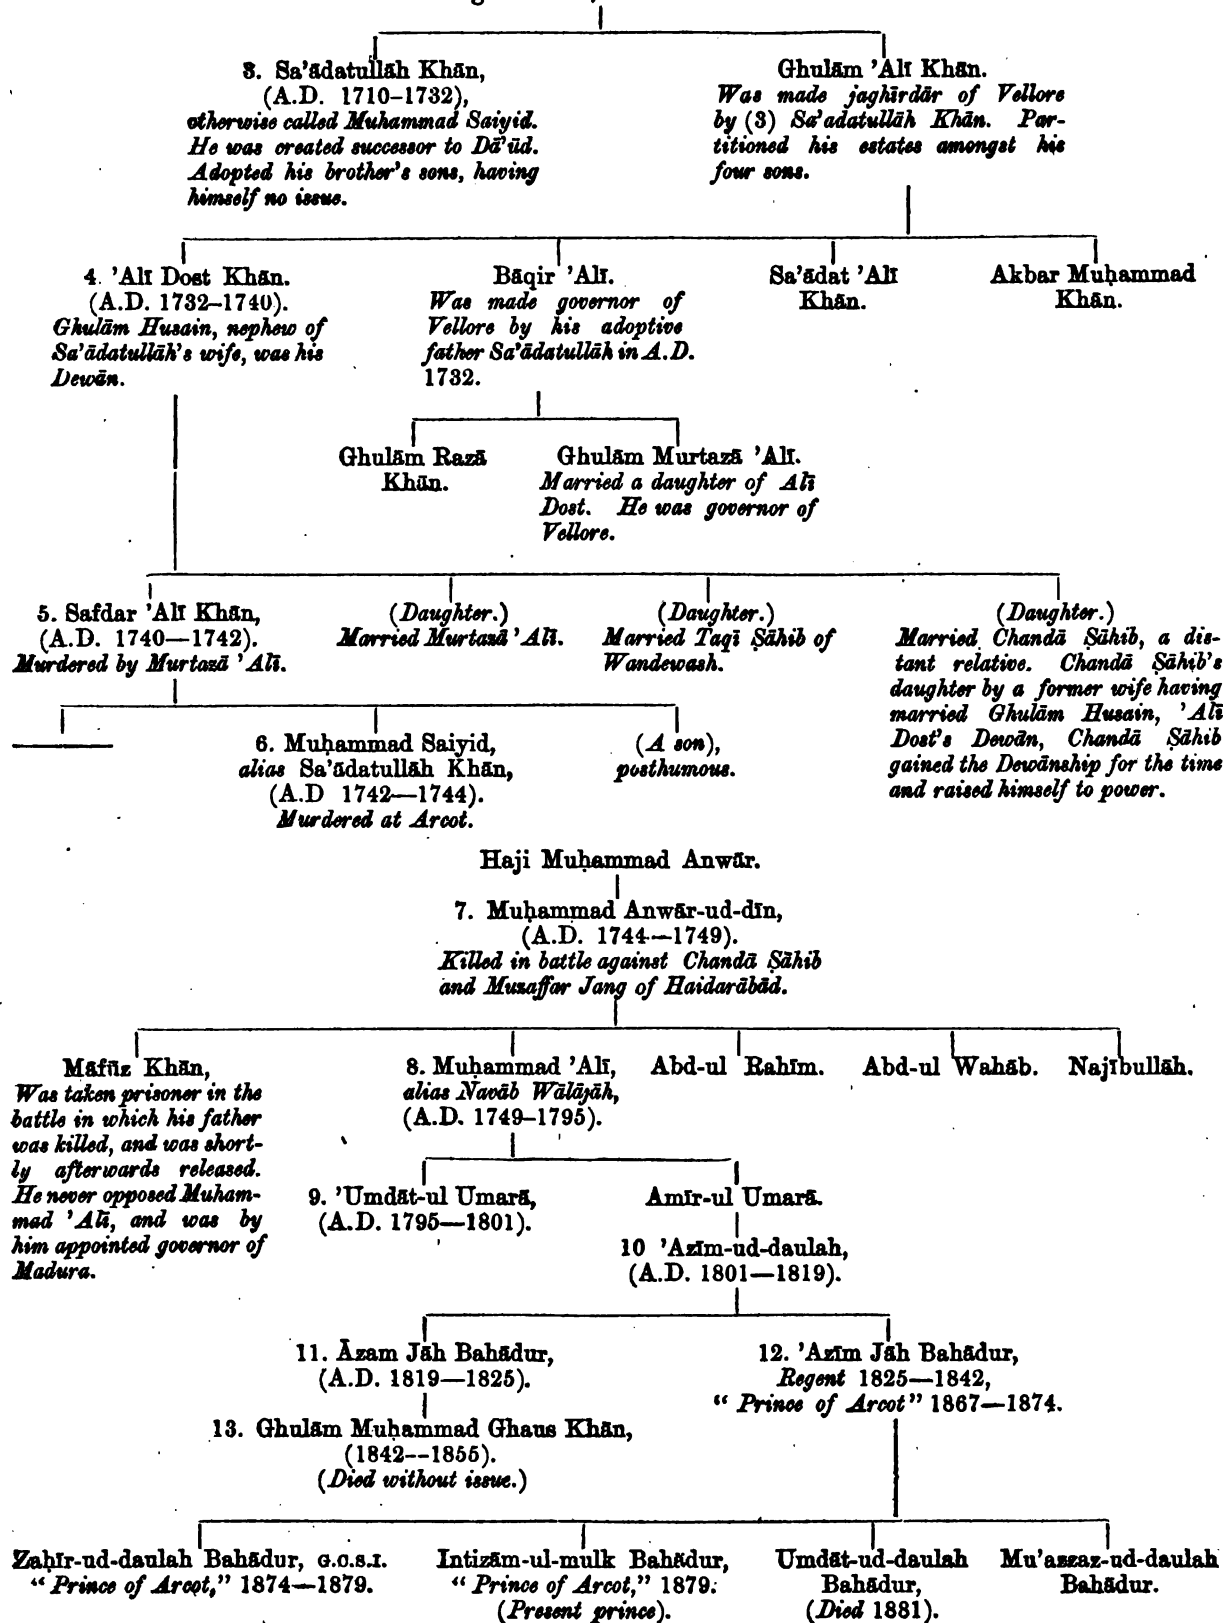 3. Sa'ādatullāh Khān,
(A.D. 1710–1732),
otherwise called Muhammad Saiyid.
He was created successor to Dā'ūd.
Adopted his brother's sons, having
himself no issue.
Ghulām 'Alī Khān.
Was made jaghīrdār of Vellore
by (3) Sa'adatullāh Khān. Par-
titioned his estates amongst his
four sons.
4. 'Alī Dost Khān.
(A.D. 1732–1740).
Ghulām Husain, nephew of
Sa'ādatullāh's wife, was his
Dewān.
Bāqir 'Alī.
Was made governor of
Vellore by his adoptive
father Sa'ādatullāh in A.D.
1732.
Sa'ādat 'Alī
Khān.
Akbar Muḥammad
Khān.
Ghulām Razā
Khān.
Ghulām Murtazā 'Alī.
Married a daughter of Alī
Dost. He was governor of
Vellore.
5. Safdar 'Alī Khān,
(A.D. 1740—1742).
Murdered by Murtazā 'Alī.
(Daughter.)
Married Murtazā 'Alī.
(Daughter.)
Married Taqī Ṣāhib of
Wandewash.
(Daughter.)
Married Chandā Ṣāhib, a dis-
tant relative. Chandā Ṣāhib's
daughter by a former wife having
married Ghulām Husain, 'Alī
Dost's Dewān, Chandā Ṣāhib
gained the Dewānship for the time
and raised himself to power.
6. Muḥammad Saiyid,
alias Sa'ādatullāh Khān,
(A.D 1742—1744).
Murdered at Arcot.
(A son),
posthumous.
Haji Muḥammad Anwār.
7. Muḥammad Anwār-ud-dīn,
(A.D. 1744—1749).
Killed in battle against Chandā Ṣāhib
and Muzaffar Jang of Haidarābād.
Māfūz Khān,
Was taken prisoner in the
battle in which his father
was killed, and was short-
ly afterwards released.
He never opposed Muham-
mad 'Alī, and was by
him appointed governor of
Madura.
8. Muḥammad 'Alī,
alias Navāb Wālājāh,
(A.D. 1749–1795).
Abd-ul Rahīm.
Abd-ul Wahāb.
Najībullāh.
9. 'Umdāt-ul Umarā,
(A.D. 1795—1801).
Amīr-ul Umarā.
10 'Azīm-ud-daulah,
(A.D. 1801—1819).
11. Āzam Jāh Bahādur,
(A.D. 1819—1825).
12. 'Azīm Jāh Bahādur,
Regent 1825—1842,
"Prince of Arcot" 1867—1874.
13. Ghulām Muḥammad Ghaus Khān,
(1842--1855).
(Died without issue.)
Zaḥīr-ud-daulah Bahādur, G.C.S.I.
"Prince of Arcot," 1874—1879.
Intizām-ul-mulk Bahādur,
"Prince of Arcot," 1879.
(Present prince).
Umdāt-ud-daulah
Bahādur,
(Died 1881).
Mu'azzaz-ud-daulah
Bahādur.